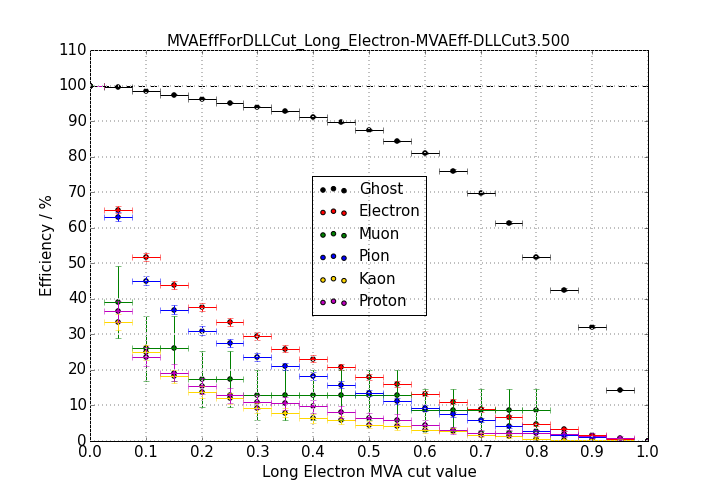 MVAEffForDLLCut_Long_Electron-MVAEff-DLLCut3.500
110
100
90
80
70
60
50
40
30
20
10
0
Efficiency / %
Ghost
Electron
Muon
Pion
Kaon
Proton
0.0 0.1 0.2 0.3 0.4 0.5 0.6 0.7 0.8 0.9 1.0
Long Electron MVA cut value